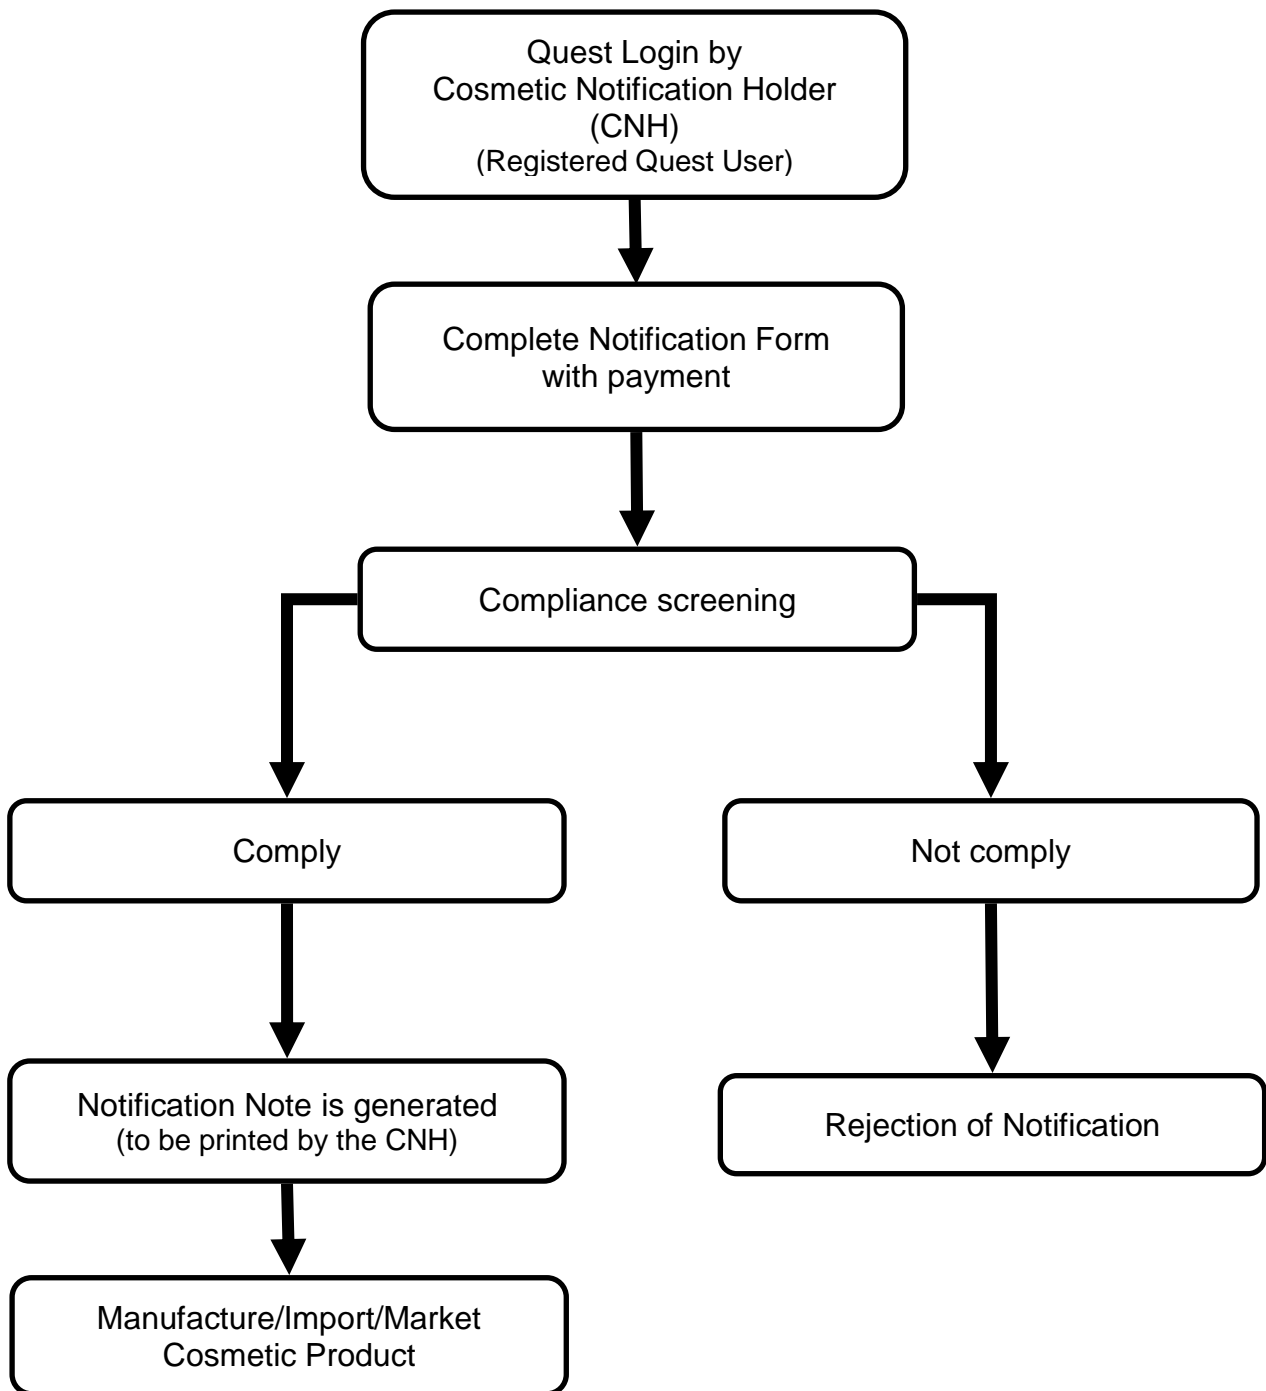 Quest Login by
Cosmetic Notification Holder
(CNH)
(Registered Quest User)
Complete Notification Form
with payment
Compliance screening
Comply
Not comply
Notification Note is generated
(to be printed by the CNH)
Rejection of Notification
Manufacture/Import/Market
Cosmetic Product